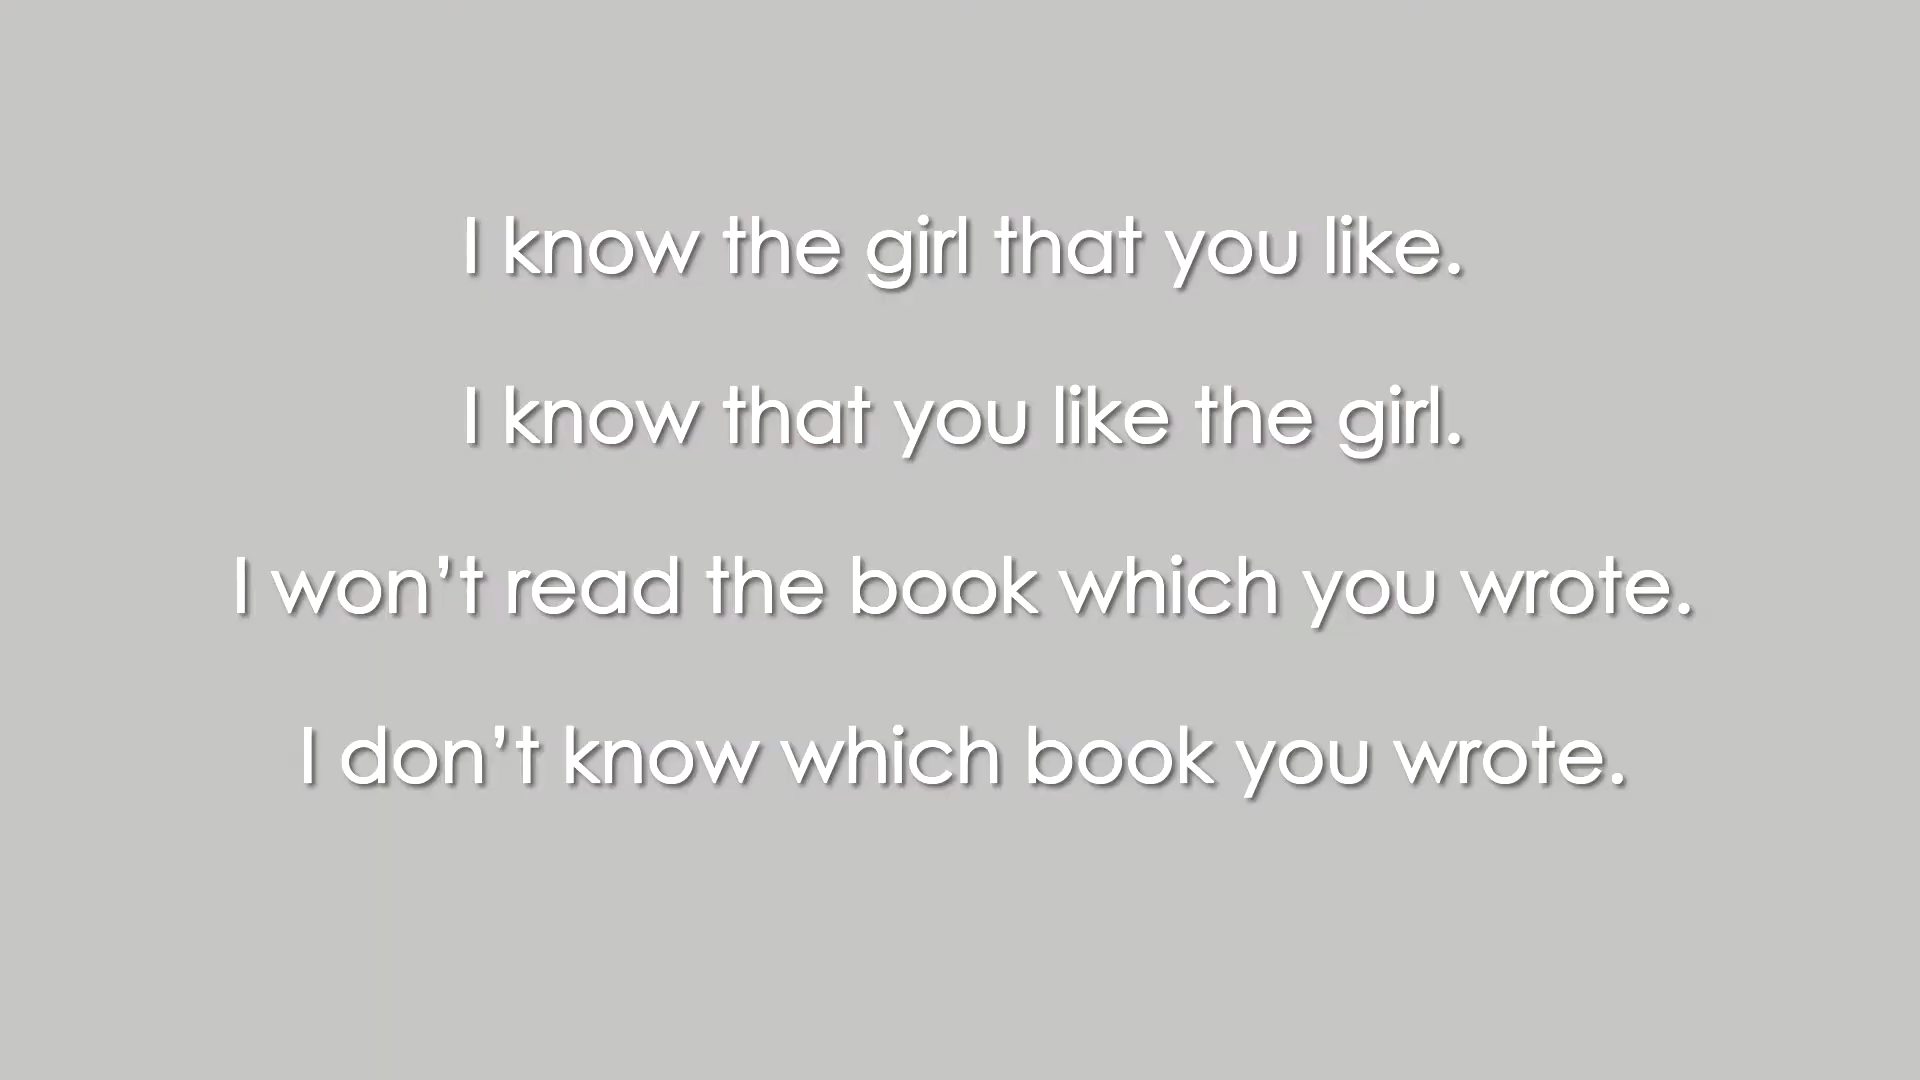 I know the girl that you like.
I know that you like the girl.
I won’t read the book which you wrote.
I don’t know which book you wrote.